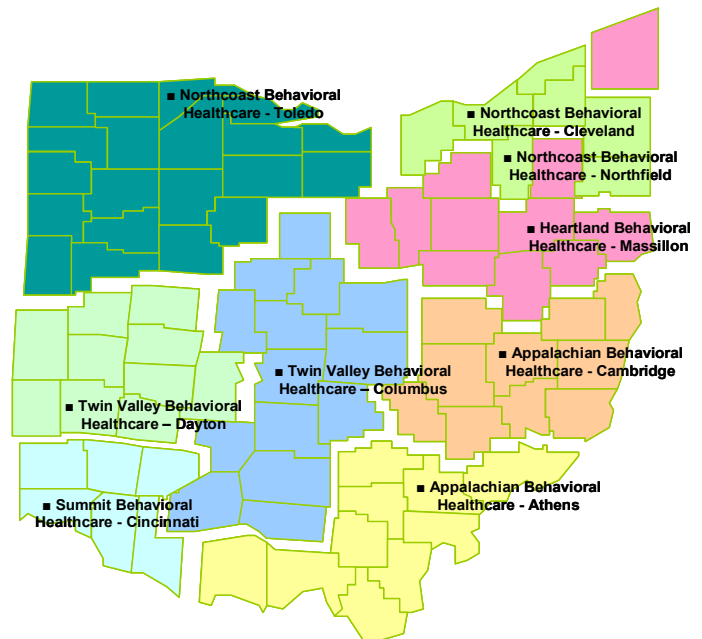 ■ Northcoast Behavioral
Healthcare - Toledo
■ Northcoast Behavioral
Healthcare - Cleveland
■ Northcoast Behavioral
Healthcare - Northfield
■ Heartland Behavioral
Healthcare - Massillon
■ Appalachian Behavioral
Healthcare - Cambridge
■ Twin Valley Behavioral
Healthcare – Columbus
■ Twin Valley Behavioral
Healthcare – Dayton
■ Appalachian Behavioral
Healthcare - Athens
■ Summit Behavioral
Healthcare - Cincinnati